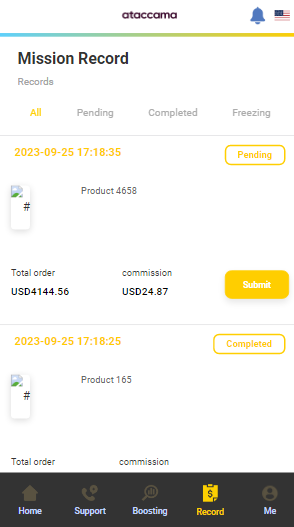 ataccama
Mission Record
Records
All Pending Completed Freezing
2023-09-25 17:18:35 Pending
# Product 4658
Total order commission
USD4144.56 USD24.87 Submit
2023-09-25 17:18:25 Completed
# Product 165
Total order commission
Home Support Boosting Record Me